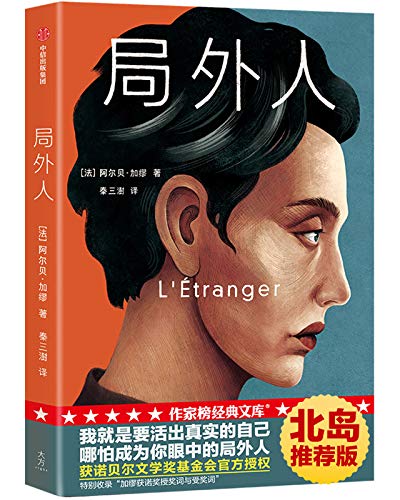 中信出版集团
局外人
[法] 阿尔贝·加缪 著
秦三澍 译
L'Étranger
作家榜经典文库®
我就是要活出真实的自己
哪怕成为你眼中的局外人
获诺贝尔文学奖基金会官方授权
特别收录“加缪获诺奖授奖词与受奖词”
北岛
推荐版
局外人
[法] 阿尔贝·加缪 著
秦三澍 译
大方